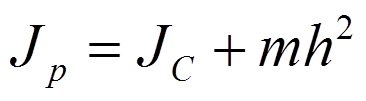 J_p = J_C + mh^2